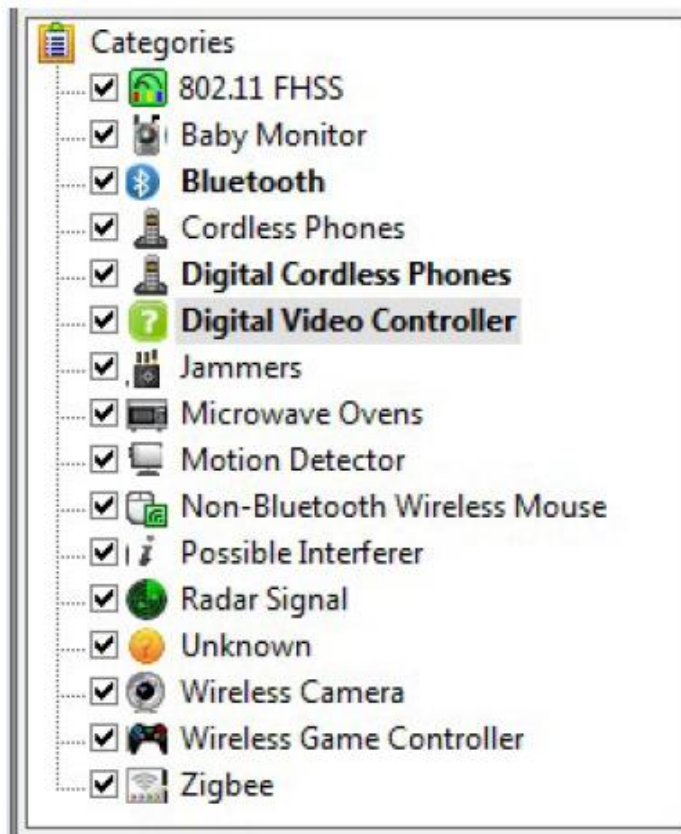 Categories
802.11 FHSS
Baby Monitor
Bluetooth
Cordless Phones
Digital Cordless Phones
Digital Video Controller
Jammers
Microwave Ovens
Motion Detector
Non-Bluetooth Wireless Mouse
Possible Interferer
Radar Signal
Unknown
Wireless Camera
Wireless Game Controller
Zigbee